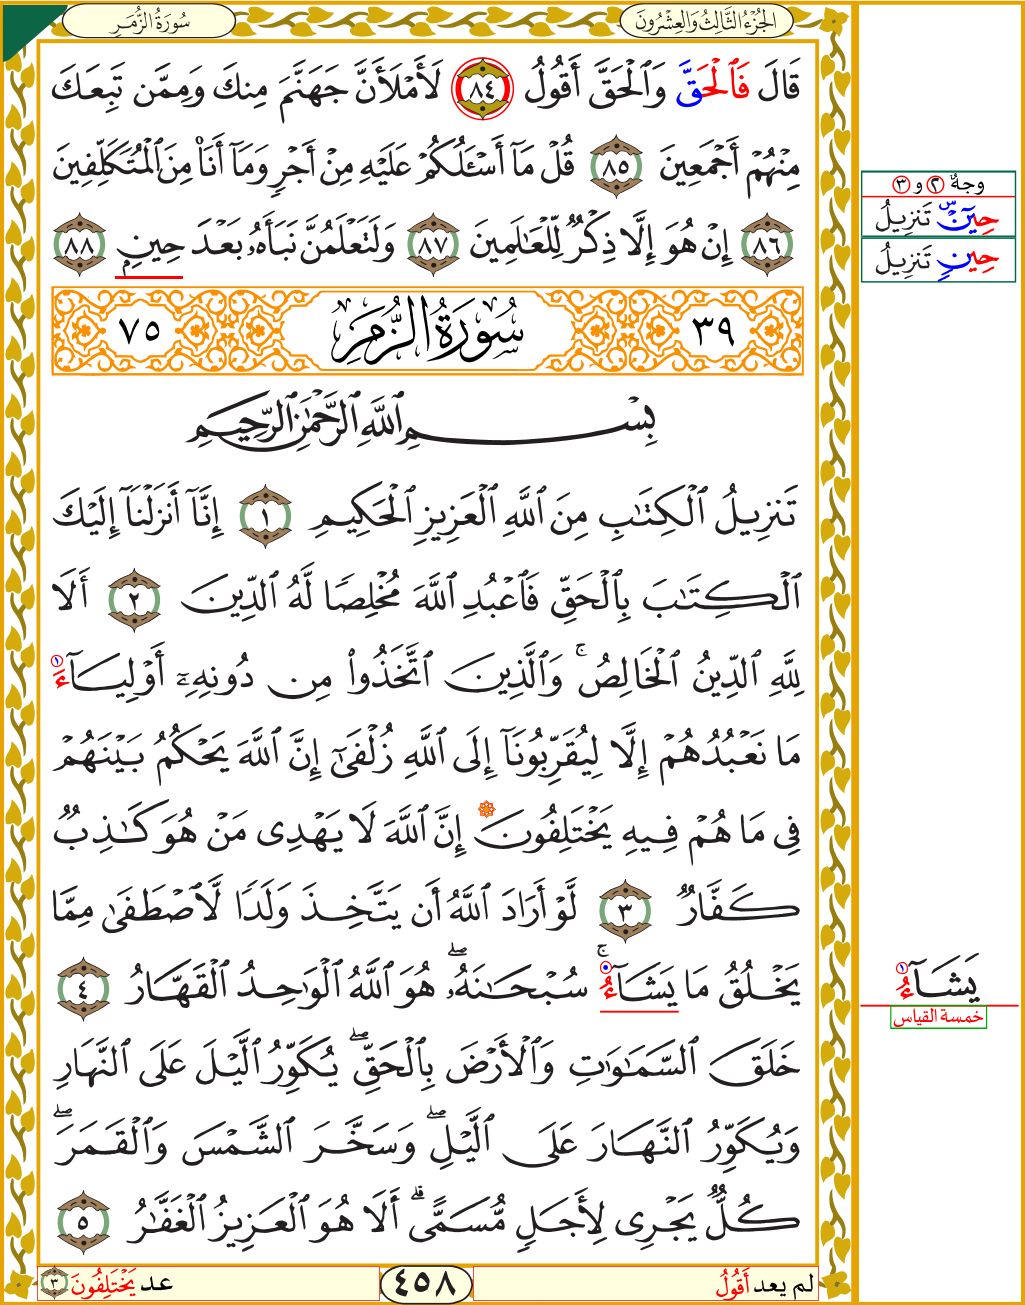 سُورَةُ الزُّمَرِ
الجُزْءُ الثَّالِثُ وَالعِشْرُونَ
قَالَ فَٱلْحَقَّ وَٱلْحَقَّ أَقُولُ ٨٤ لَأَمْلَأَنَّ جَهَنَّمَ مِنكَ وَمِمَّن تَبِعَكَ
مِنْهُمْ أَجْمَعِينَ ٨٥ قُلْ مَآ أَسْـَٔلُكُمْ عَلَيْهِ مِنْ أَجْرٍ وَمَآ أَنَا۠ مِنَ ٱلْمُتَكَلِّفِينَ
٨٦ إِنْ هُوَ إِلَّا ذِكْرٌ لِّلْعَٰلَمِينَ ٨٧ وَلَتَعْلَمُنَّ نَبَأَهُۥ بَعْدَ حِينٍۭ ٨٨
٣٩ سُورَةُ الزُّمَرِ ٧٥
بِسْمِ ٱللَّهِ ٱلرَّحْمَٰنِ ٱلرَّحِيمِ
تَنزِيلُ ٱلْكِتَٰبِ مِنَ ٱللَّهِ ٱلْعَزِيزِ ٱلْحَكِيمِ ١ إِنَّآ أَنزَلْنَآ إِلَيْكَ
ٱلْكِتَٰبَ بِٱلْحَقِّ فَٱعْبُدِ ٱللَّهَ مُخْلِصًا لَّهُ ٱلدِّينَ ٢ أَلَا
لِلَّهِ ٱلدِّينُ ٱلْخَالِصُ ۚ وَٱلَّذِينَ ٱتَّخَذُوا۟ مِن دُونِهِۦٓ أَوْلِيَآءَ ١
مَا نَعْبُدُهُمْ إِلَّا لِيُقَرِّبُونَآ إِلَى ٱللَّهِ زُلْفَىٰٓ إِنَّ ٱللَّهَ يَحْكُمُ بَيْنَهُمْ
فِى مَا هُمْ فِيهِ يَخْتَلِفُونَ إِنَّ ٱللَّهَ لَا يَهْدِى مَنْ هُوَ كَٰذِبٌ
كَفَّارٌ ٣ لَّوْ أَرَادَ ٱللَّهُ أَن يَتَّخِذَ وَلَدًا لَّٱصْطَفَىٰ مِمَّا
يَخْلُقُ مَا يَشَآءُ ۚ سُبْحَٰنَهُۥ ۖ هُوَ ٱللَّهُ ٱلْوَٰحِدُ ٱلْقَهَّارُ ٤
خَلَقَ ٱلسَّمَٰوَٰتِ وَٱلْأَرْضَ بِٱلْحَقِّ ۖ يُكَوِّرُ ٱلَّيْلَ عَلَى ٱلنَّهَارِ
وَيُكَوِّرُ ٱلنَّهَارَ عَلَى ٱلَّيْلِ ۖ وَسَخَّرَ ٱلشَّمْسَ وَٱلْقَمَرَ ۖ
كُلٌّ يَجْرِى لِأَجَلٍ مُّسَمًّى ۗ أَلَا هُوَ ٱلْعَزِيزُ ٱلْغَفَّٰرُ ٥
لم يعد أَقُولُ
٤٥٨
عد يَخْتَلِفُونَ ٣
وجهُ ٢ و ٣
حِينٍ تَنزِيلُ
حِينٍ تَنزِيلُ
يَشَآءُ ١
خمسة القياس